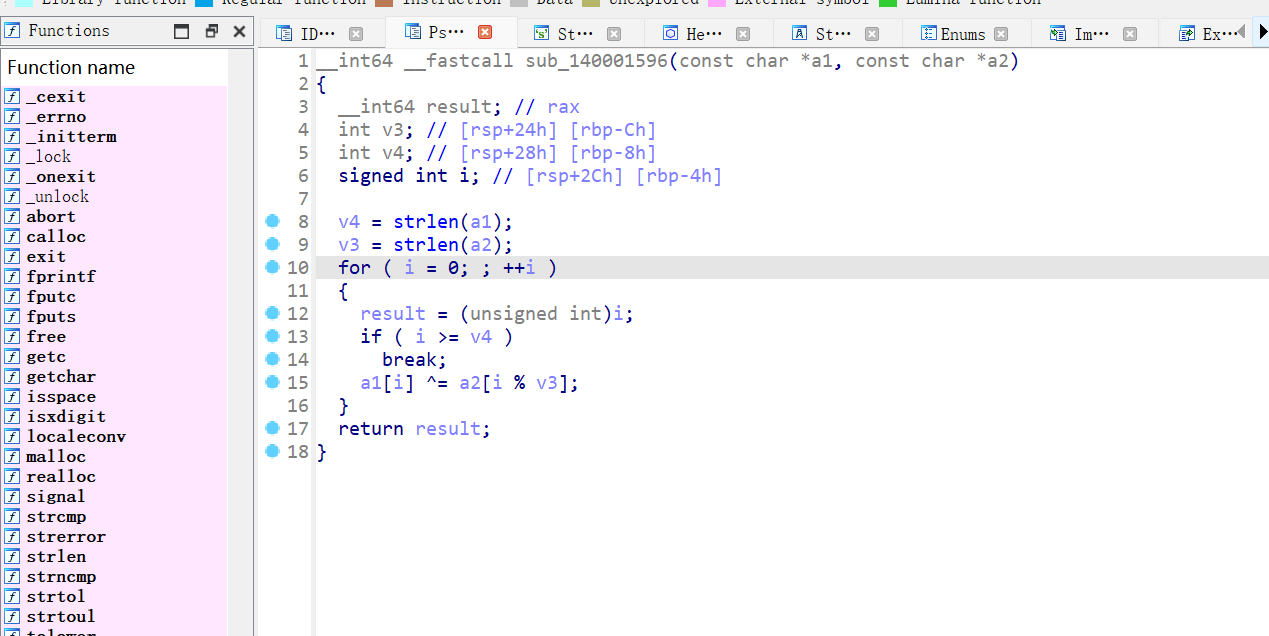 Library function Regular function Instruction Data Unexplored External symbol Lumina function
Functions
ID··· Ps··· St··· He··· St··· Enums Im··· Ex···
Function name
_cexit
_errno
_initterm
_lock
_onexit
_unlock
abort
calloc
exit
fprintf
fputc
fputs
free
getc
getchar
isspace
isxdigit
localeconv
malloc
realloc
signal
strcmp
strerror
strlen
strncmp
strtol
strtoul
tolower
1 __int64 __fastcall sub_140001596(const char *a1, const char *a2)
2 {
3 __int64 result; // rax
4 int v3; // [rsp+24h] [rbp-Ch]
5 int v4; // [rsp+28h] [rbp-8h]
6 signed int i; // [rsp+2Ch] [rbp-4h]
7
8 v4 = strlen(a1);
9 v3 = strlen(a2);
10 for ( i = 0; ; ++i )
11 {
12 result = (unsigned int)i;
13 if ( i >= v4 )
14 break;
15 a1[i] ^= a2[i % v3];
16 }
17 return result;
18 }